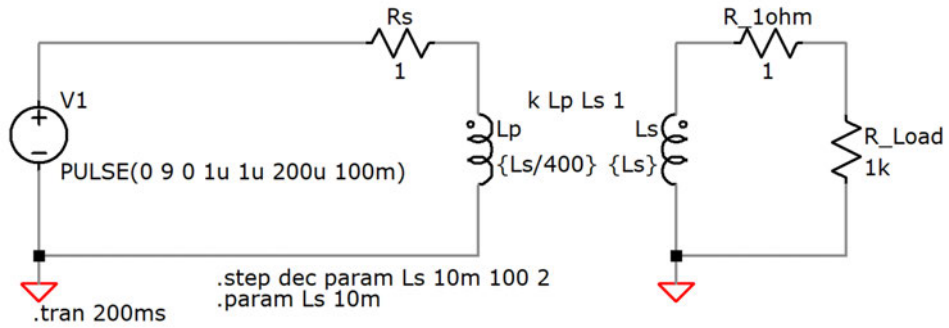 Rs
1
R_1ohm
1
V1
PULSE(0 9 0 1u 1u 200u 100m)
k Lp Ls 1
Lp
{Ls/400}
Ls
{Ls}
R_Load
1k
.step dec param Ls 10m 100 2
.param Ls 10m
.tran 200ms